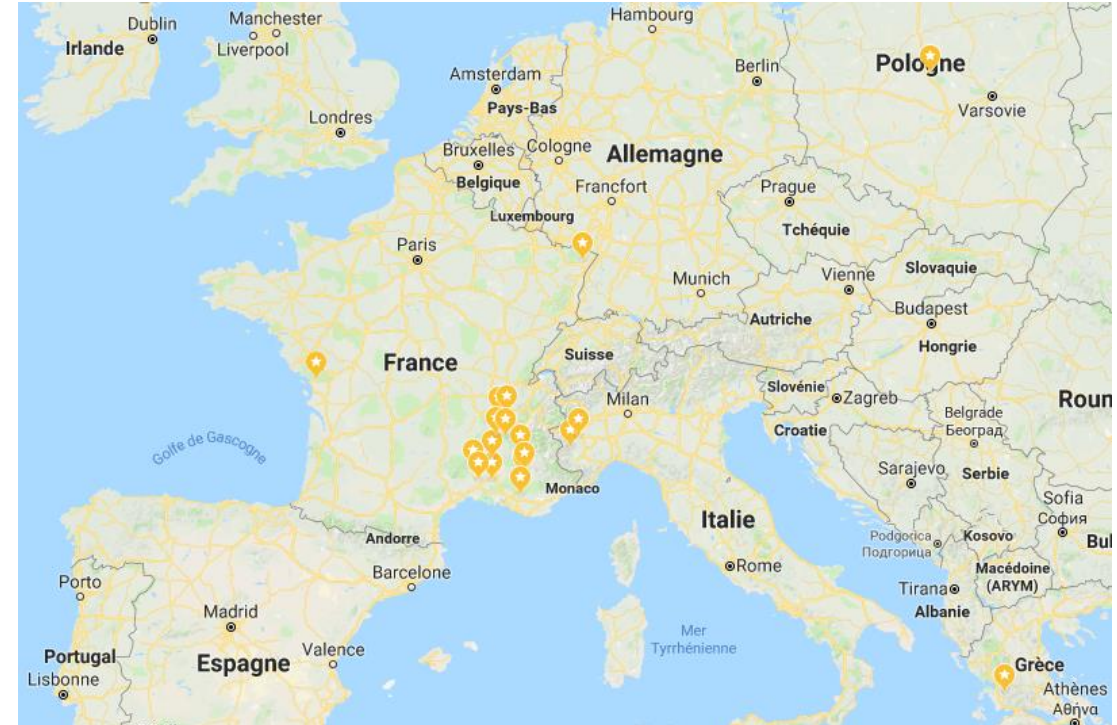 Hambourg
Dublin
Manchester
Irlande
Liverpool
Berlin
Pologne
Amsterdam
Varsovie
Pays-Bas
Londres
Bruxelles
Cologne
Allemagne
Belgique
Francfort
Prague
Luxembourg
Tchéquie
Paris
Slovaquie
Munich
Vienne
Budapest
Autriche
Hongrie
France
Suisse
Slovénie
Milan
Zagreb
Roun
Belgrade
Београд
Croatie
Golfe de Gascogne
Sarajevo
Serbie
Monaco
Sofia
София
Italie
Andorre
Podgorica
Подгорица
Kosovo
Bul
Rome
Macédoine
(ARYM)
Porto
Barcelone
Tirana
Albanie
Madrid
Mer
Tyrrhénienne
Valence
Portugal
Espagne
Grèce
Lisbonne
Athènes
Αθήνα